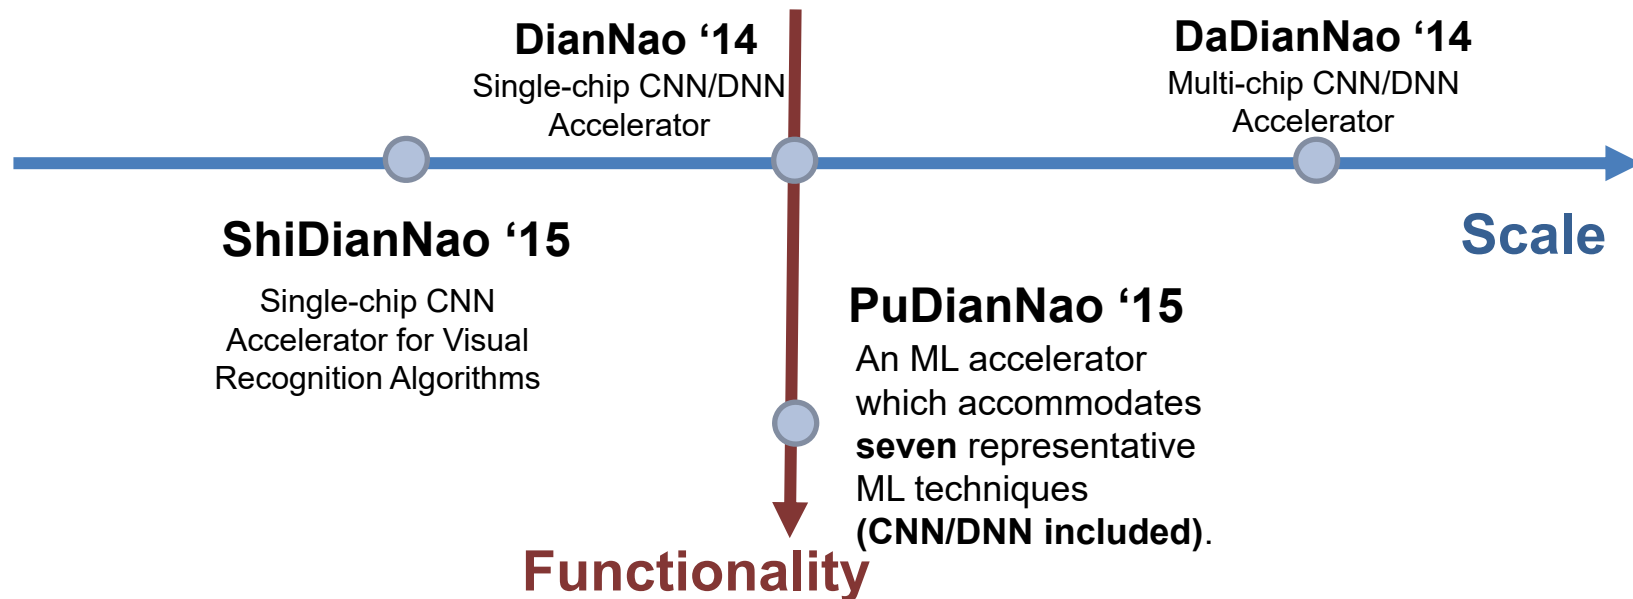 DianNao ‘14
Single-chip CNN/DNN
Accelerator
DaDianNao ‘14
Multi-chip CNN/DNN
Accelerator
Scale
ShiDianNao ‘15
Single-chip CNN
Accelerator for Visual
Recognition Algorithms
PuDianNao ‘15
An ML accelerator
which accommodates
seven representative
ML techniques
(CNN/DNN included).
Functionality